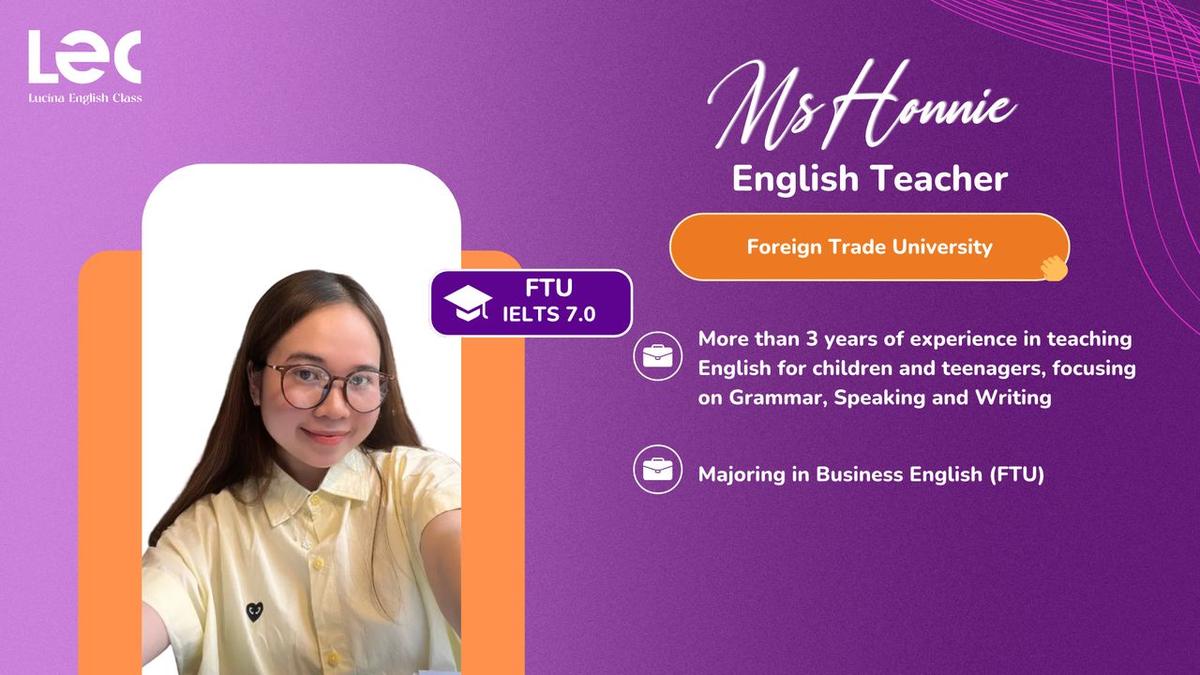 LEC
Lucina English Class
Ms Honnie
English Teacher
Foreign Trade University
FTU
IELTS 7.0
More than 3 years of experience in teaching
English for children and teenagers, focusing
on Grammar, Speaking and Writing
Majoring in Business English (FTU)